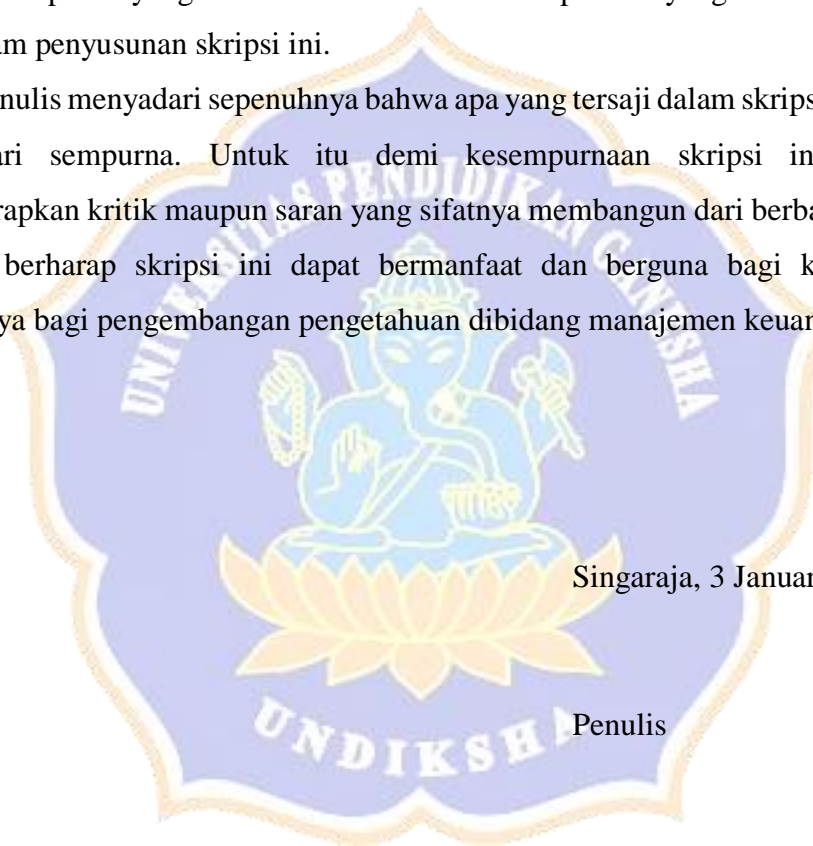 am penyusunan skripsi ini.
nulis menyadari sepenuhnya bahwa apa yang tersaji dalam skrips
ari sempurna. Untuk itu demi kesempurnaan skripsi in
rapkan kritik maupun saran yang sifatnya membangun dari berba
berharap skripsi ini dapat bermanfaat dan berguna bagi k
ya bagi pengembangan pengetahuan dibidang manajemen keuan
UNIVERSITAS PENDIDIKAN GANESHA
Singaraja, 3 Januar
Penulis
UNDIKSHA